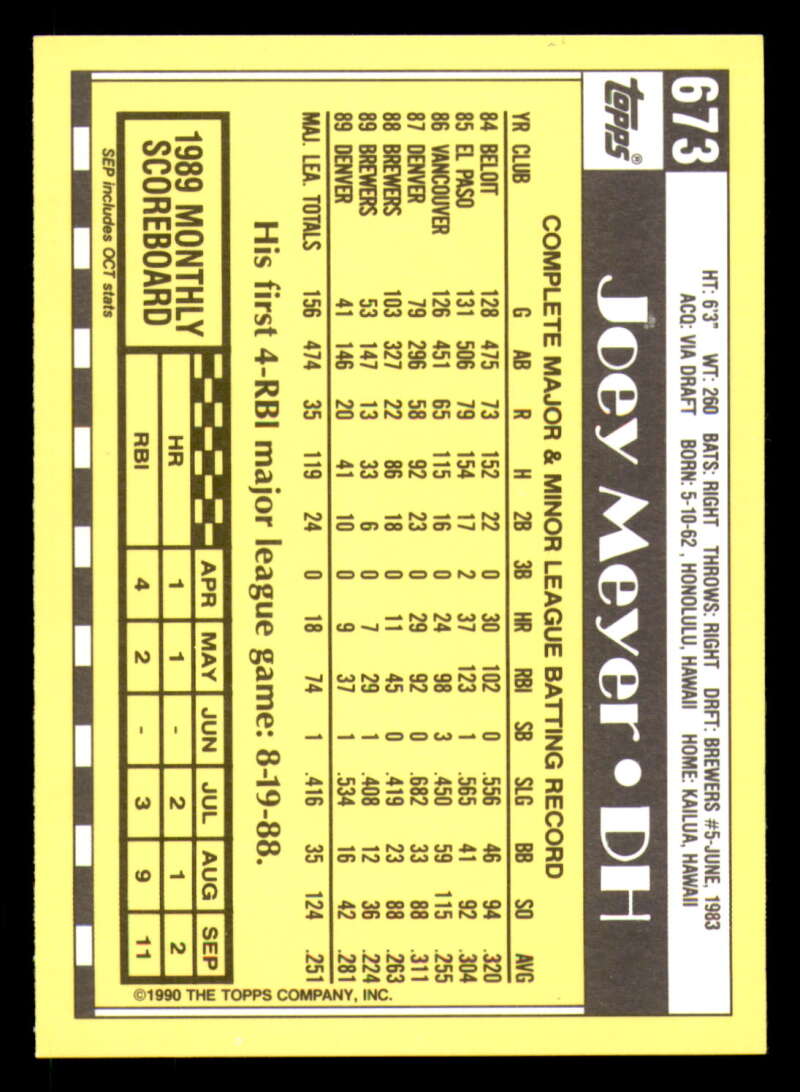 673
HT: 6'3" WT: 260 BATS: RIGHT THROWS: RIGHT DRFT: BREWERS #5-JUNE, 1983
ACQ: VIA DRAFT BORN: 5-10-62, HONOLULU, HAWAII HOME: KAILUA, HAWAII
Topps®
Joey Meyer • DH
COMPLETE MAJOR & MINOR LEAGUE BATTING RECORD
YR CLUB G AB R H 2B 3B HR RBI SB SLG BB SO AVG
84 BELOIT 128 475 73 152 22 0 30 102 0 .556 46 94 .320
85 EL PASO 131 506 79 154 17 2 37 123 1 .565 41 92 .304
86 VANCOUVER 126 451 65 115 16 0 24 98 3 .450 59 115 .255
87 DENVER 79 296 58 92 23 0 29 92 0 .682 33 88 .311
88 BREWERS 103 327 22 86 18 0 11 45 0 .419 23 88 .263
89 BREWERS 53 147 13 33 6 0 7 29 1 .408 12 36 .224
89 DENVER 41 146 20 41 10 0 9 37 1 .534 16 42 .281
MAJ. LEA. TOTALS 156 474 35 119 24 0 18 74 1 .416 35 124 .251
His first 4-RBI major league game: 8-19-88.
1989 MONTHLY
SCOREBOARD
APR MAY JUN JUL AUG SEP
HR 1 1 - 2 1 2
RBI 4 2 - 3 9 11
SEP includes OCT stats
©1990 THE TOPPS COMPANY, INC.